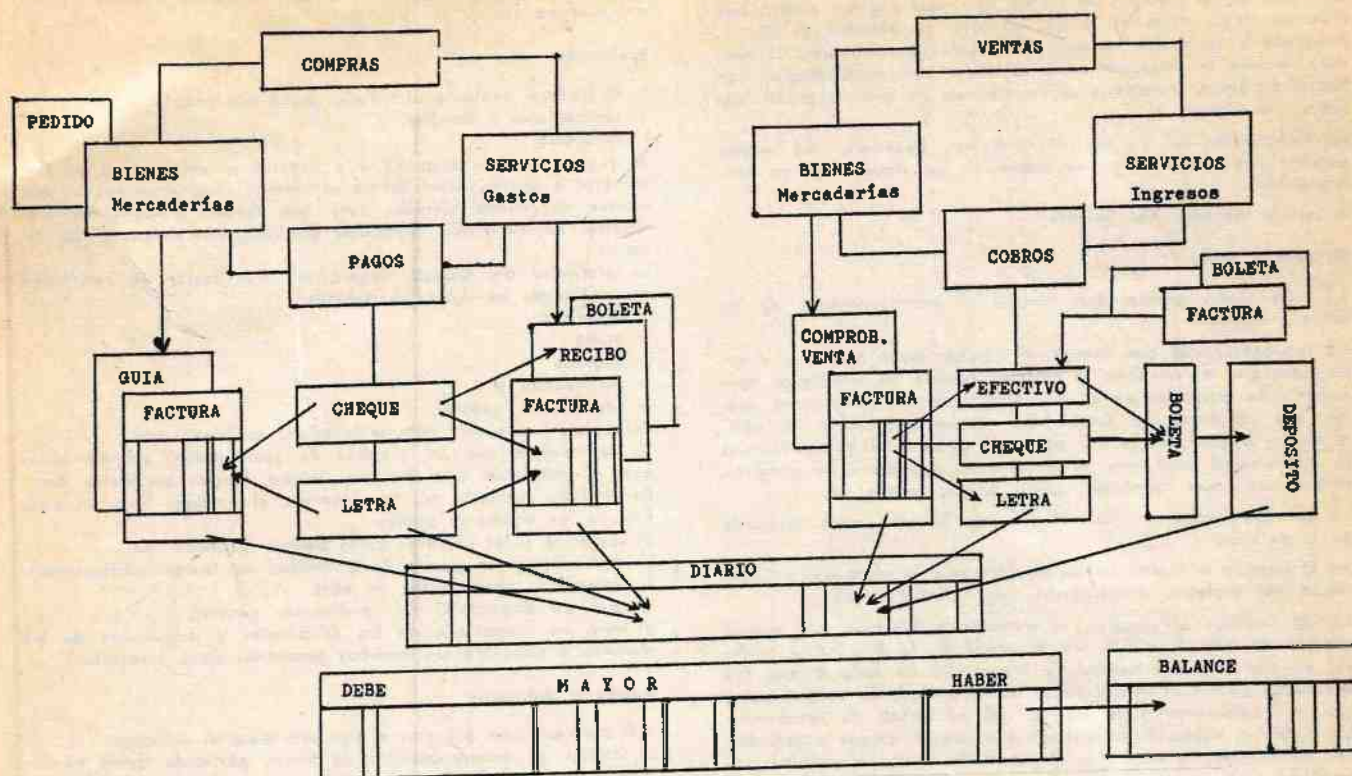 COMPRAS
PEDIDO
BIENES
Mercaderías
SERVICIOS
Gastos
PAGOS
GUIA
FACTURA
CHEQUE
LETRA
BOLETA
RECIBO
FACTURA
VENTAS
BIENES
Mercaderías
SERVICIOS
Ingresos
COBROS
BOLETA
FACTURA
COMPROB.
VENTA
FACTURA
EFECTIVO
CHEQUE
LETRA
BOLETA
DEPOSITO
DIARIO
DEBE
MAYOR
HABER
BALANCE